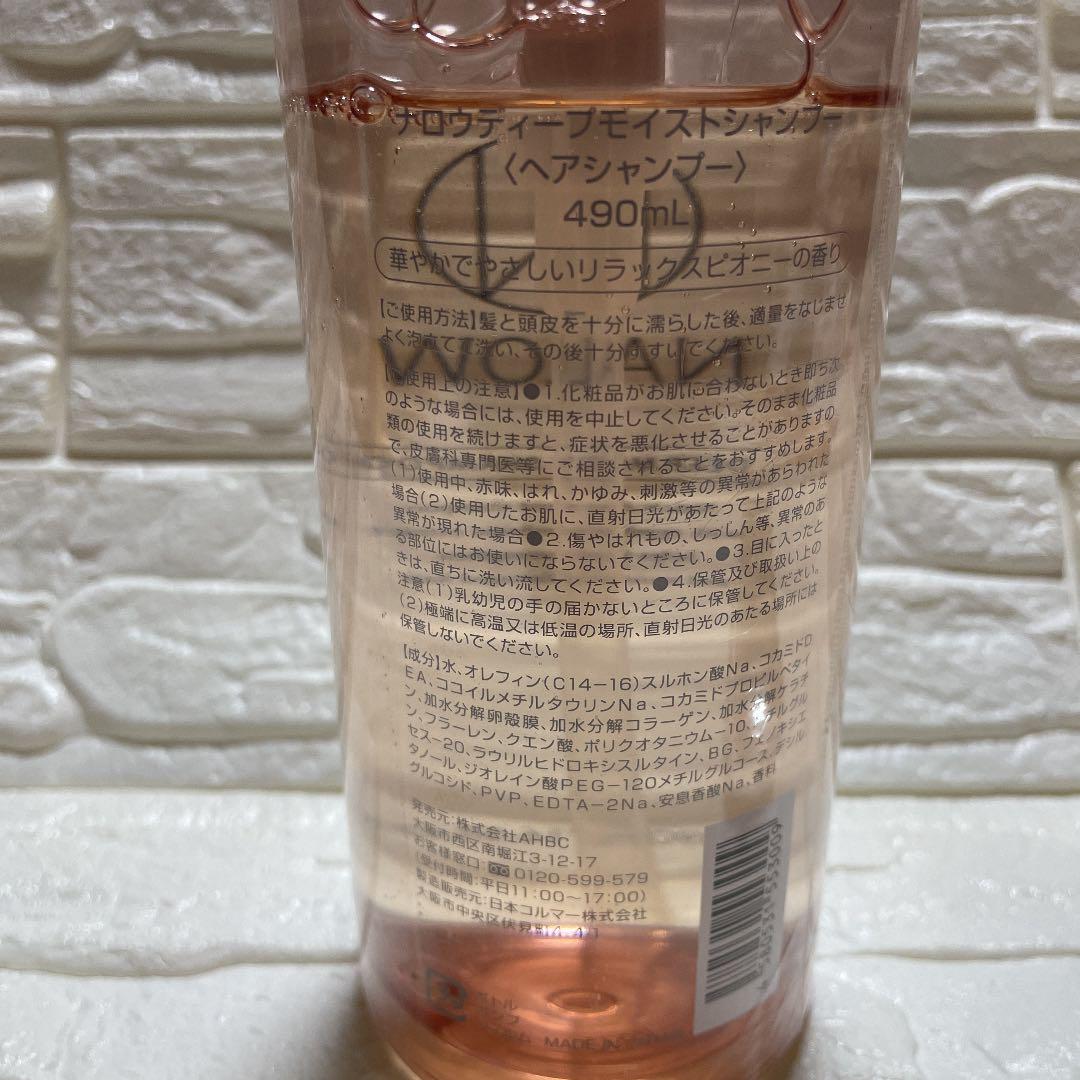 ナロウディープモイストシャンプー
〈ヘアシャンプー〉
490mL
華やかでやさしいリラックスピオニーの香り
【ご使用方法】髪と頭皮を十分に濡らした後、適量をなじませ
よく泡立てて洗い、その後十分すすいでください。
【ご使用上の注意】●1.化粧品がお肌に合わないとき即ち次
のような場合には、使用を中止してください。そのまま化粧品
類の使用を続けますと、症状を悪化させることがありますの
で、皮膚科専門医等にご相談されることをおすすめします。
(1)使用中、赤味、はれ、かゆみ、刺激等の異常があらわれた
場合(2)使用したお肌に、直射日光があたって上記のような
異常が現れた場合●2.傷やはれもの、しっしん等、異常のあ
る部位にはお使いにならないでください。●3.目に入ったと
きは、直ちに洗い流してください。●4.保管及び取扱い上の
注意(1)乳幼児の手の届かないところに保管してください。
(2)極端に高温又は低温の場所、直射日光のあたる場所には
保管しないでください。
【成分】水、オレフィン(C14-16)スルホン酸Na、コカミドD
EA、ココイルメチルタウリンNa、コカミドプロピルベタイ
ン、加水分解卵殻膜、加水分解コラーゲン、加水分解ケラチ
ン、フラーレン、クエン酸、ポリクオタニウム-10、メチルグル
セス-20、ラウリルヒドロキシスルタイン、BG、フェノキシエ
タノール、ジオレイン酸PEG-120メチルグルコース、デシル
グルコシド、PVP、EDTA-2Na、安息香酸Na、香料
発売元:株式会社AHBC
大阪市西区南堀江3-12-17
お客様窓口:0120-599-579
(受付時間:平日11:00〜17:00)
製造販売元:日本コルマー株式会社
大阪市中央区伏見町4-4-1
ボトル
MADE IN